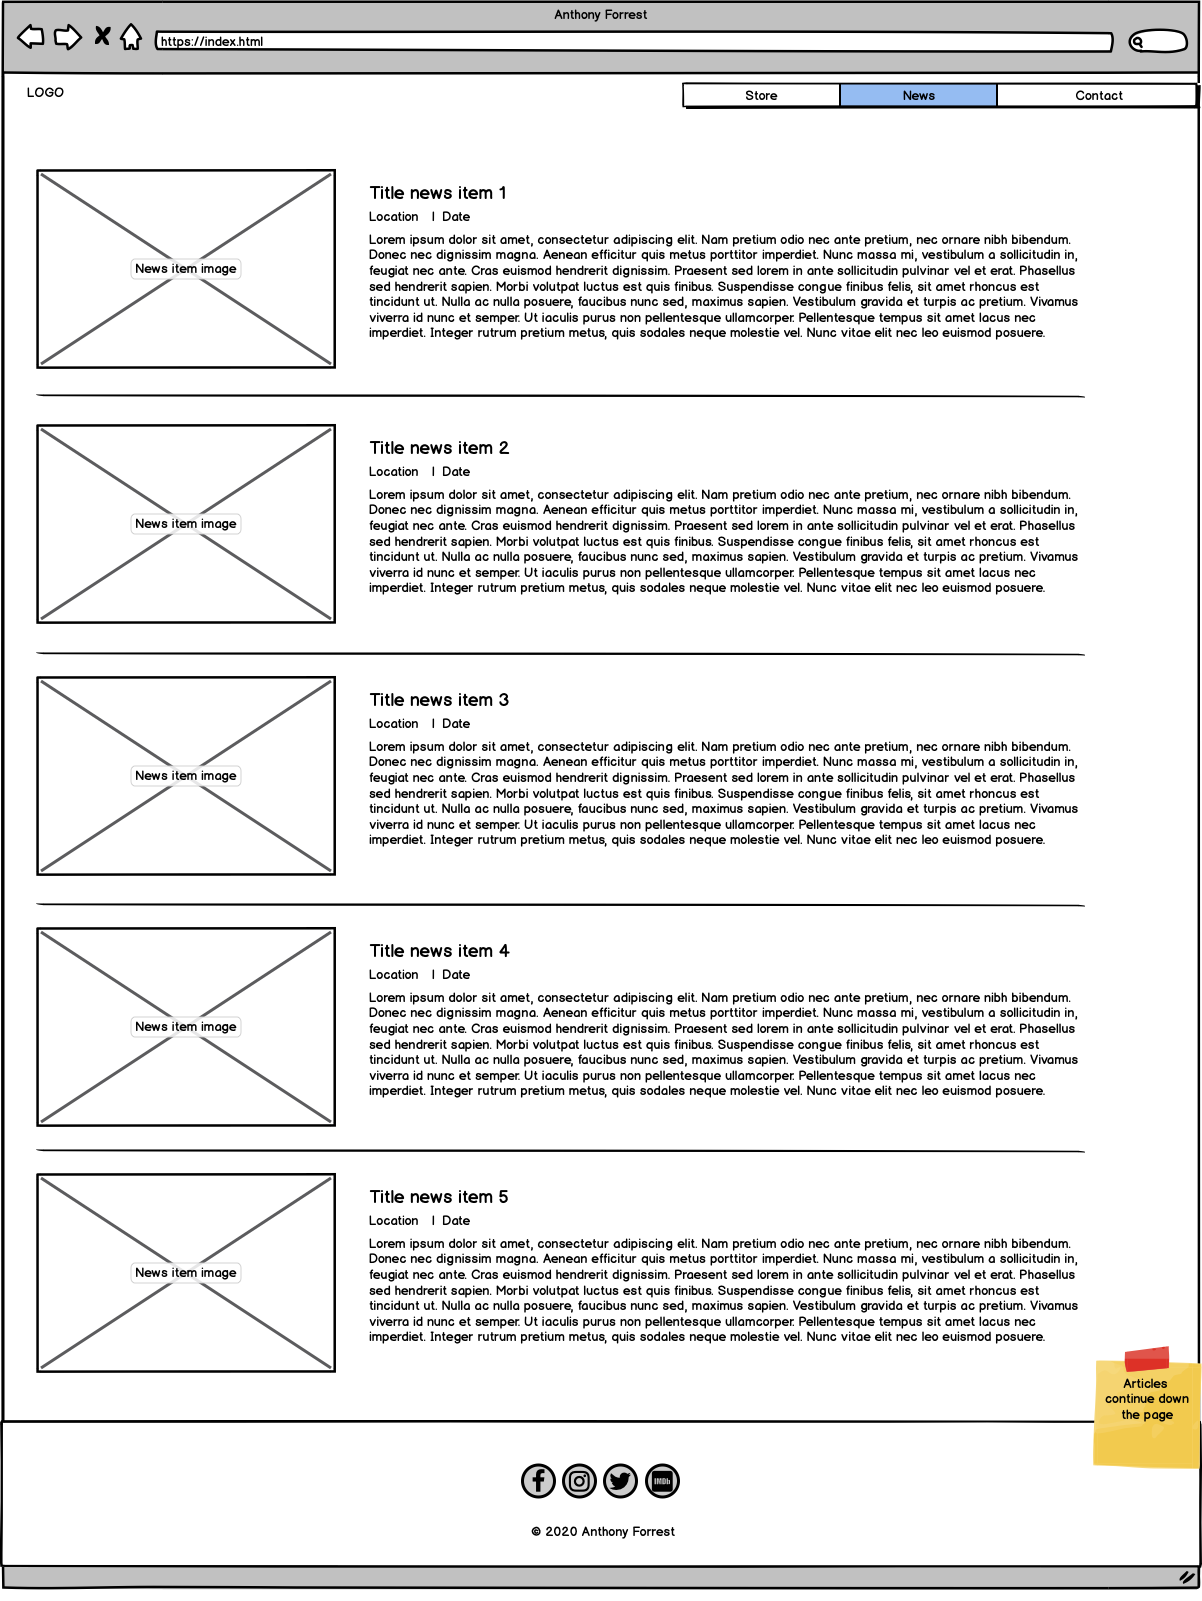 Anthony Forrest
https://index.html
LOGO
Store
News
Contact
News item image
Title news item 1
Location | Date
Lorem ipsum dolor sit amet, consectetur adipiscing elit. Nam pretium odio nec ante pretium, nec ornare nibh bibendum.
Donec nec dignissim magna. Aenean efficitur quis metus porttitor imperdiet. Nunc massa mi, vestibulum a sollicitudin in,
feugiat nec ante. Cras euismod hendrerit dignissim. Praesent sed lorem in ante sollicitudin pulvinar vel et erat. Phasellus
sed hendrerit sapien. Morbi volutpat luctus est quis finibus. Suspendisse congue finibus felis, sit amet rhoncus est
tincidunt ut. Nulla ac nulla posuere, faucibus nunc sed, maximus sapien. Vestibulum gravida et turpis ac pretium. Vivamus
viverra id nunc et semper. Ut iaculis purus non pellentesque ullamcorper. Pellentesque tempus sit amet lacus nec
imperdiet. Integer rutrum pretium metus, quis sodales neque molestie vel. Nunc vitae elit nec leo euismod posuere.
News item image
Title news item 2
Location | Date
Lorem ipsum dolor sit amet, consectetur adipiscing elit. Nam pretium odio nec ante pretium, nec ornare nibh bibendum.
Donec nec dignissim magna. Aenean efficitur quis metus porttitor imperdiet. Nunc massa mi, vestibulum a sollicitudin in,
feugiat nec ante. Cras euismod hendrerit dignissim. Praesent sed lorem in ante sollicitudin pulvinar vel et erat. Phasellus
sed hendrerit sapien. Morbi volutpat luctus est quis finibus. Suspendisse congue finibus felis, sit amet rhoncus est
tincidunt ut. Nulla ac nulla posuere, faucibus nunc sed, maximus sapien. Vestibulum gravida et turpis ac pretium. Vivamus
viverra id nunc et semper. Ut iaculis purus non pellentesque ullamcorper. Pellentesque tempus sit amet lacus nec
imperdiet. Integer rutrum pretium metus, quis sodales neque molestie vel. Nunc vitae elit nec leo euismod posuere.
News item image
Title news item 3
Location | Date
Lorem ipsum dolor sit amet, consectetur adipiscing elit. Nam pretium odio nec ante pretium, nec ornare nibh bibendum.
Donec nec dignissim magna. Aenean efficitur quis metus porttitor imperdiet. Nunc massa mi, vestibulum a sollicitudin in,
feugiat nec ante. Cras euismod hendrerit dignissim. Praesent sed lorem in ante sollicitudin pulvinar vel et erat. Phasellus
sed hendrerit sapien. Morbi volutpat luctus est quis finibus. Suspendisse congue finibus felis, sit amet rhoncus est
tincidunt ut. Nulla ac nulla posuere, faucibus nunc sed, maximus sapien. Vestibulum gravida et turpis ac pretium. Vivamus
viverra id nunc et semper. Ut iaculis purus non pellentesque ullamcorper. Pellentesque tempus sit amet lacus nec
imperdiet. Integer rutrum pretium metus, quis sodales neque molestie vel. Nunc vitae elit nec leo euismod posuere.
News item image
Title news item 4
Location | Date
Lorem ipsum dolor sit amet, consectetur adipiscing elit. Nam pretium odio nec ante pretium, nec ornare nibh bibendum.
Donec nec dignissim magna. Aenean efficitur quis metus porttitor imperdiet. Nunc massa mi, vestibulum a sollicitudin in,
feugiat nec ante. Cras euismod hendrerit dignissim. Praesent sed lorem in ante sollicitudin pulvinar vel et erat. Phasellus
sed hendrerit sapien. Morbi volutpat luctus est quis finibus. Suspendisse congue finibus felis, sit amet rhoncus est
tincidunt ut. Nulla ac nulla posuere, faucibus nunc sed, maximus sapien. Vestibulum gravida et turpis ac pretium. Vivamus
viverra id nunc et semper. Ut iaculis purus non pellentesque ullamcorper. Pellentesque tempus sit amet lacus nec
imperdiet. Integer rutrum pretium metus, quis sodales neque molestie vel. Nunc vitae elit nec leo euismod posuere.
News item image
Title news item 5
Location | Date
Lorem ipsum dolor sit amet, consectetur adipiscing elit. Nam pretium odio nec ante pretium, nec ornare nibh bibendum.
Donec nec dignissim magna. Aenean efficitur quis metus porttitor imperdiet. Nunc massa mi, vestibulum a sollicitudin in,
feugiat nec ante. Cras euismod hendrerit dignissim. Praesent sed lorem in ante sollicitudin pulvinar vel et erat. Phasellus
sed hendrerit sapien. Morbi volutpat luctus est quis finibus. Suspendisse congue finibus felis, sit amet rhoncus est
tincidunt ut. Nulla ac nulla posuere, faucibus nunc sed, maximus sapien. Vestibulum gravida et turpis ac pretium. Vivamus
viverra id nunc et semper. Ut iaculis purus non pellentesque ullamcorper. Pellentesque tempus sit amet lacus nec
imperdiet. Integer rutrum pretium metus, quis sodales neque molestie vel. Nunc vitae elit nec leo euismod posuere.
Articles
continue down
the page
IMDb
© 2020 Anthony Forrest